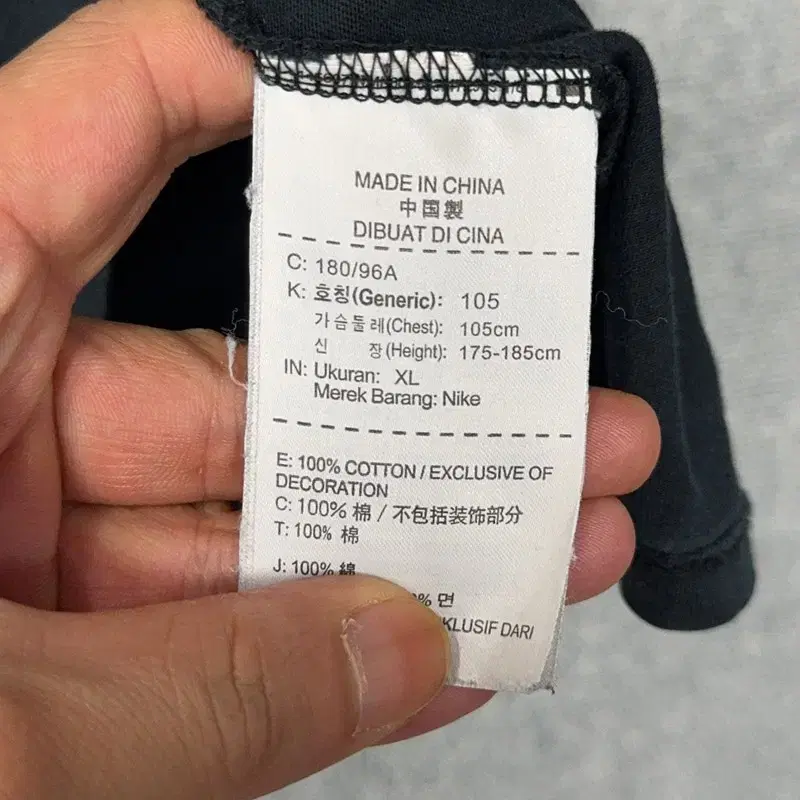 MADE IN CHINA
中国製
DIBUAT DI CINA
C: 180/96A
K: 호칭(Generic): 105
가슴둘레(Chest): 105cm
신 장(Height): 175-185cm
IN: Ukuran: XL
Merek Barang: Nike
E: 100% COTTON / EXCLUSIVE OF
DECORATION
C: 100% 棉 / 不包括装饰部分
T: 100% 棉
J: 100% 綿
% 면
KLUSIF DARI